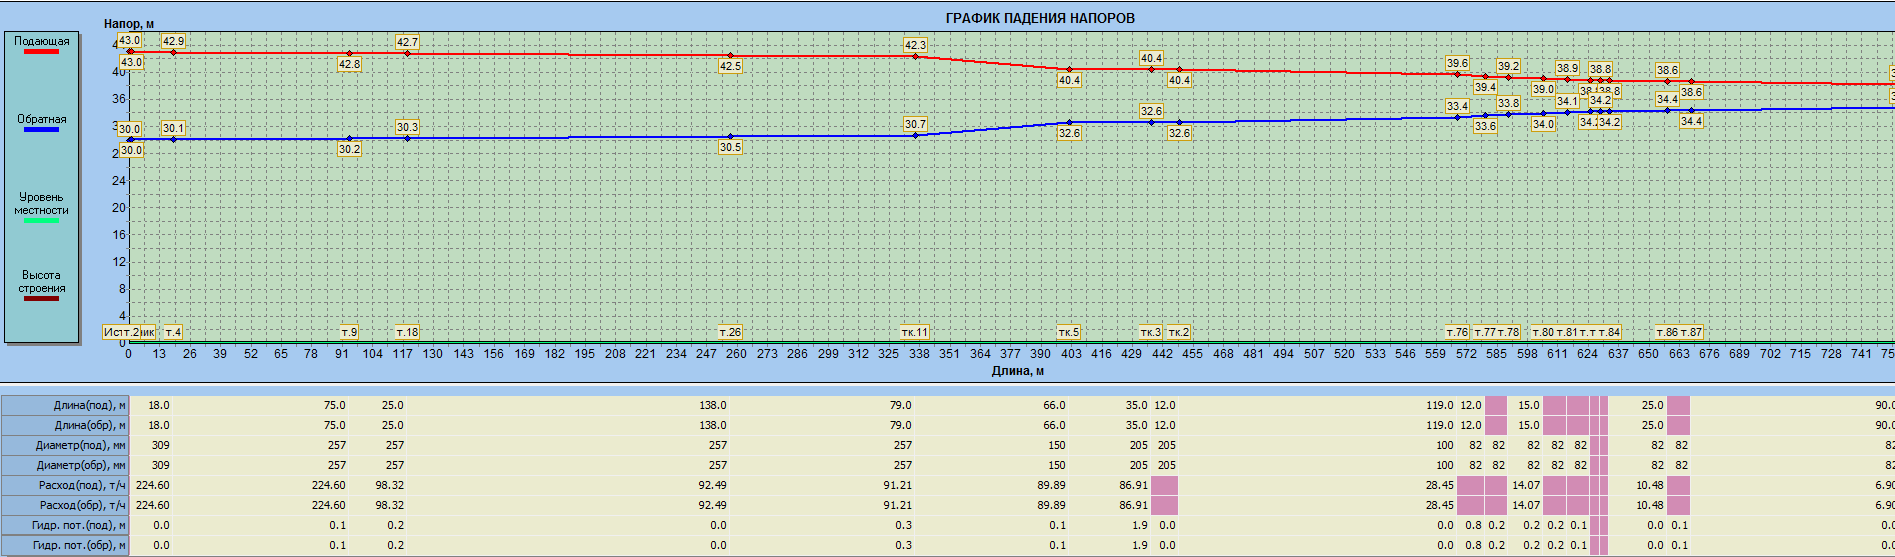 ГРАФИК ПАДЕНИЯ НАПОРОВ
Напор, м
Подающая
Обратная
Уровень
местности
Высота
строения
43.0 42.9 42.7 42.3 40.4 39.6 39.2 38.9 38.8 38.6
43.0 42.8 42.5 40.4 40.4 39.4 39.0 38.6
30.0 30.1 30.3 30.7 32.6 33.4 33.8 34.1 34.2 34.4
30.0 30.2 30.5 32.6 32.6 33.6 34.0 34.2 34.4
40
36
24
20
16
12
8
4
0
т.2 т.4 т.9 т.18 т.26 тк.11 тк.5 тк.3 тк.2 т.76 т.77 т.78 т.80 т.81 т.84 т.86 т.87
0 13 26 39 52 65 78 91 104 117 130 143 156 169 182 195 208 221 234 247 260 273 286 299 312 325 338 351 364 377 390 403 416 429 442 455 468 481 494 507 520 533 546 559 572 585 598 611 624 637 650 663 676 689 702 715 728 741
Длина, м
Длина(под), м 18.0 75.0 25.0 138.0 79.0 66.0 35.0 12.0 119.0 12.0 15.0 25.0 90.0
Длина(обр), м 18.0 75.0 25.0 138.0 79.0 66.0 35.0 12.0 119.0 12.0 15.0 25.0 90.0
Диаметр(под), мм 309 257 257 257 257 150 205 205 100 82 82 82 82 82 82 82 82
Диаметр(обр), мм 309 257 257 257 257 150 205 205 100 82 82 82 82 82 82 82 82
Расход(под), т/ч 224.60 224.60 98.32 92.49 91.21 89.89 86.91 28.45 14.07 10.48 6.90
Расход(обр), т/ч 224.60 224.60 98.32 92.49 91.21 89.89 86.91 28.45 14.07 10.48 6.90
Гидр. пот.(под), м 0.0 0.1 0.2 0.0 0.3 0.1 1.9 0.0 0.0 0.8 0.2 0.2 0.2 0.1 0.0 0.1 0.0
Гидр. пот.(обр), м 0.0 0.1 0.2 0.0 0.3 0.1 1.9 0.0 0.0 0.8 0.2 0.2 0.2 0.1 0.0 0.1 0.0